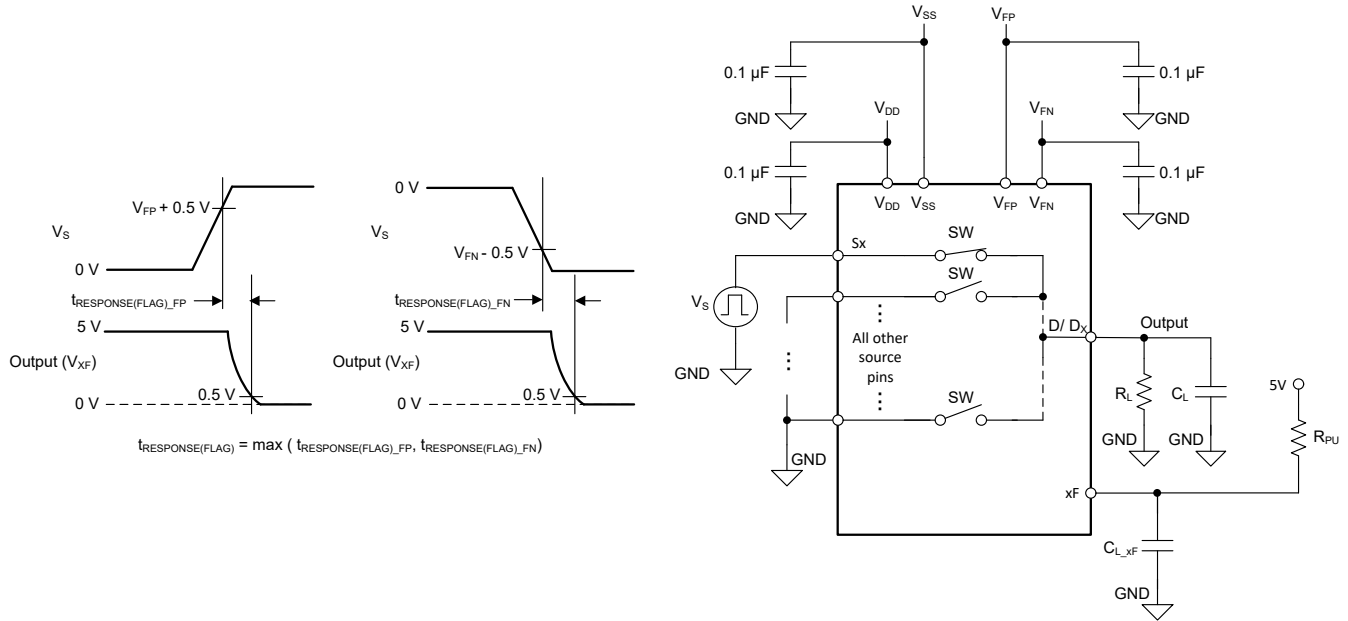 V_FP + 0.5 V
V_S
0 V
t_RESPONSE(FLAG)_FP
5 V
Output (V_XF)
0.5 V
0 V
0 V
V_S
V_FN - 0.5 V
t_RESPONSE(FLAG)_FN
5 V
Output (V_XF)
0.5 V
0 V
t_RESPONSE(FLAG) = max ( t_RESPONSE(FLAG)_FP, t_RESPONSE(FLAG)_FN)
V_SS
V_FP
0.1 µF
0.1 µF
GND
V_DD
V_FN
GND
0.1 µF
0.1 µF
GND
V_DD
V_SS
V_FP
V_FN
GND
Sx
SW
SW
V_S
GND
All other
source
pins
D/ D_X
Output
SW
R_L
C_L
5V
GND
GND
R_PU
GND
xF
C_L_xF
GND